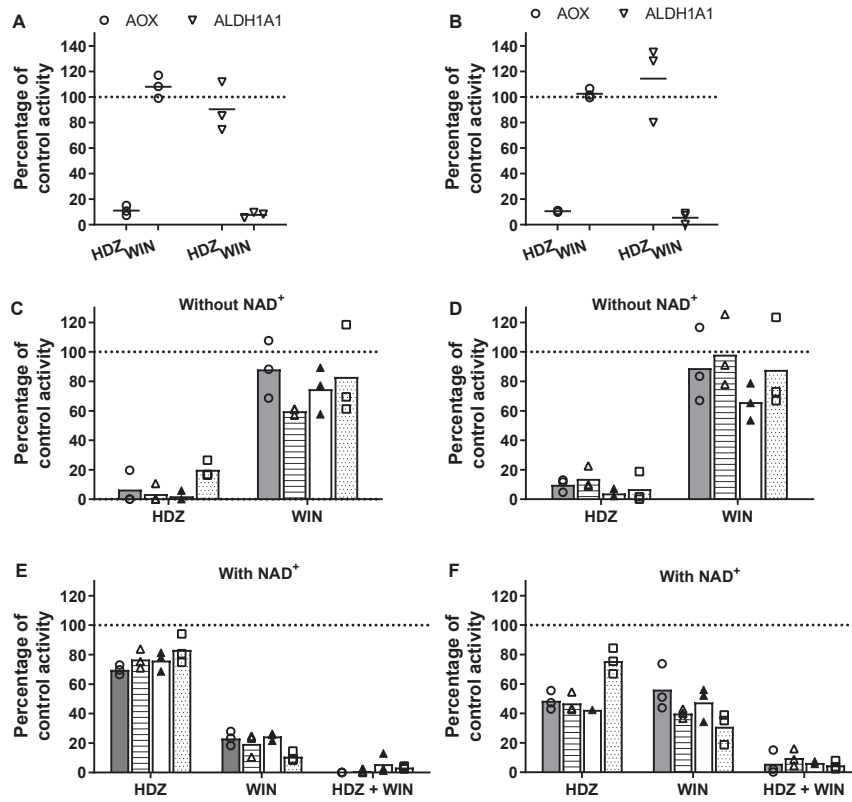 A
AOX ALDH1A1
Percentage of
control activity
140
120
100
80
60
40
20
0
HDZ WIN HDZ WIN
B
AOX ALDH1A1
Percentage of
control activity
140
120
100
80
60
40
20
0
HDZ WIN HDZ WIN
C
Without NAD⁺
Percentage of
control activity
120
100
80
60
40
20
0
HDZ WIN
D
Without NAD⁺
Percentage of
control activity
120
100
80
60
40
20
0
HDZ WIN
E
With NAD⁺
Percentage of
control activity
120
100
80
60
40
20
0
HDZ WIN HDZ + WIN
F
With NAD⁺
Percentage of
control activity
120
100
80
60
40
20
0
HDZ WIN HDZ + WIN